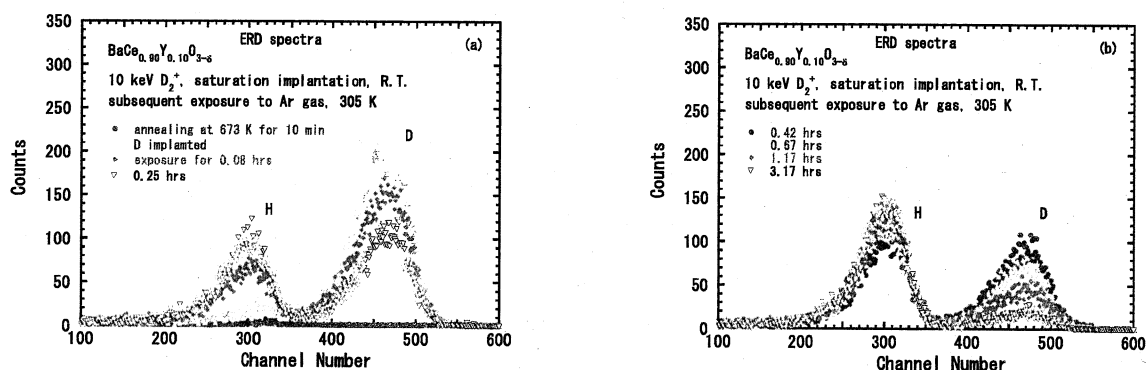 ERD spectra (a)
BaCe0.90Y0.10O3-δ
10 keV D2+, saturation implantation, R.T.
subsequent exposure to Ar gas, 305 K
annealing at 673 K for 10 min
D implamted
exposure for 0.08 hrs
0.25 hrs
H
D
Counts
350
300
250
200
150
100
50
0
100 200 300 400 500 600
Channel Number
ERD spectra (b)
BaCe0.90Y0.10O3-δ
10 keV D2+, saturation implantation, R.T.
subsequent exposure to Ar gas, 305 K
0.42 hrs
0.67 hrs
1.17 hrs
3.17 hrs
H
D
Counts
350
300
250
200
150
100
50
0
100 200 300 400 500 600
Channel Number